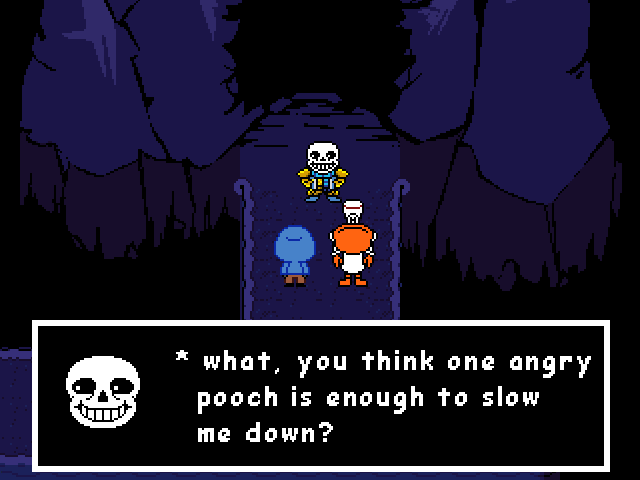 * what, you think one angry
pooch is enough to slow
me down?